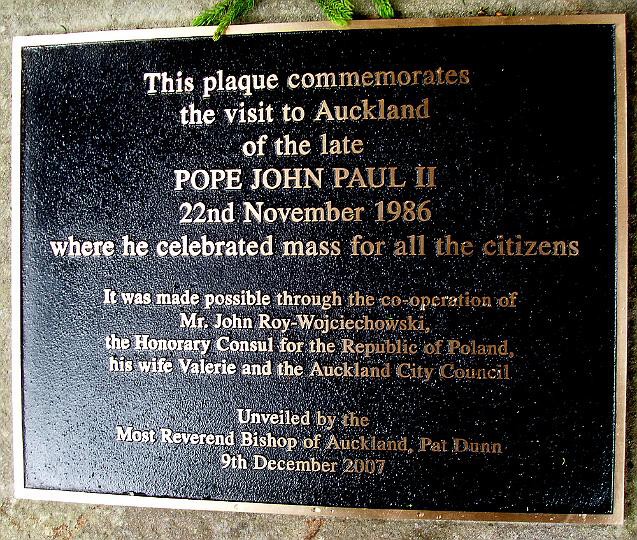 This plaque commemorates
the visit to Auckland
of the late
POPE JOHN PAUL II
22nd November 1986
where he celebrated mass for all the citizens
It was made possible through the co-operation of
Mr. John Roy-Wojciechowski,
the Honorary Consul for the Republic of Poland,
his wife Valerie and the Auckland City Council
Unveiled by the
Most Reverend Bishop of Auckland, Pat Dunn
9th December 2007